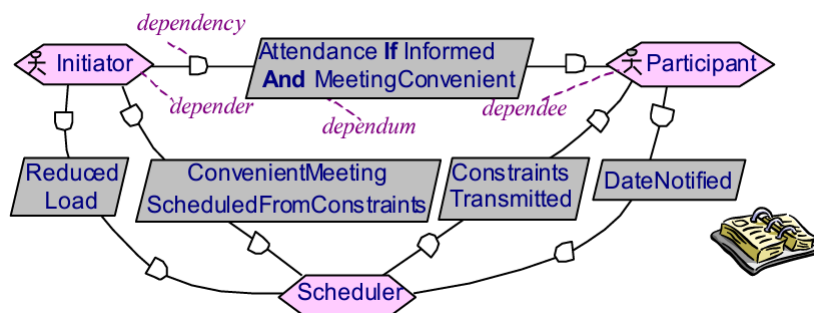 dependency
Attendance If Informed
And MeetingConvenient
Initiator
Participant
depender
dependum
dependee
Reduced
Load
ConvenientMeeting
ScheduledFromConstraints
Constraints
Transmitted
DateNotified
Scheduler